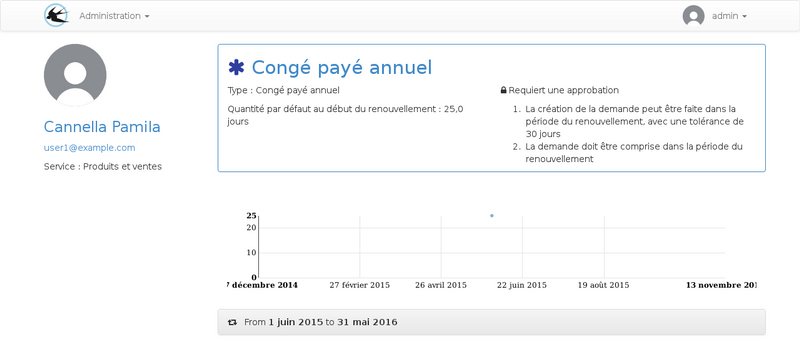 Administration
admin
Cannella Pamila
user1@example.com
Service : Produits et ventes
Congé payé annuel
Type : Congé payé annuel
Quantité par défaut au début du renouvellement : 25,0
jours
Requiert une approbation
1. La création de la demande peut être faite dans la
période du renouvellement, avec une tolérance de
30 jours
2. La demande doit être comprise dans la période du
renouvellement
25
20
10
0
7 décembre 2014
27 février 2015
26 avril 2015
22 juin 2015
19 août 2015
13 novembre 201
From 1 juin 2015 to 31 mai 2016